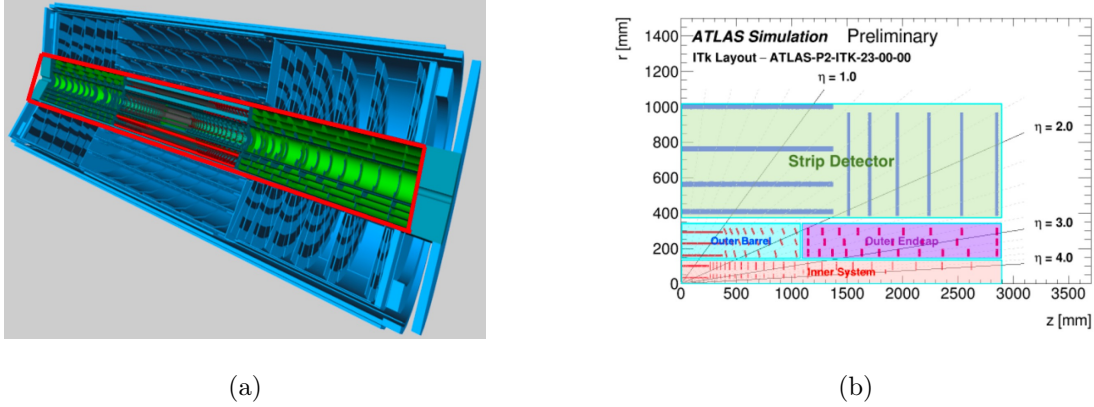 ATLAS Simulation Preliminary
ITk Layout – ATLAS-P2-ITK-23-00-00
η = 1.0
r [mm]
1400
1200
1000
800
600
400
200
0
η = 2.0
Strip Detector
η = 3.0
Outer Barrel
Outer Endcap
η = 4.0
Inner System
0 500 1000 1500 2000 2500 3000 3500
z [mm]
(a)
(b)